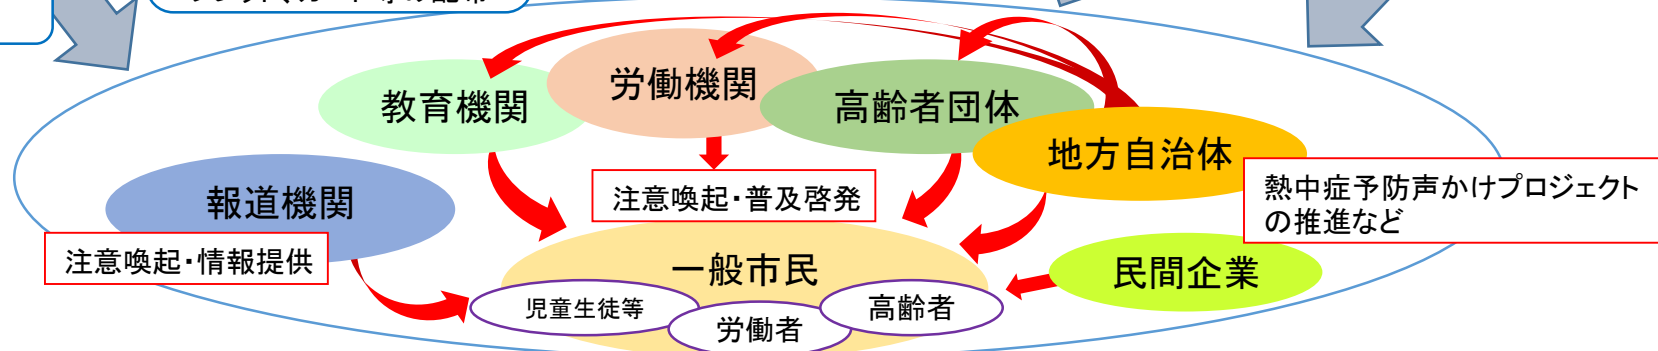 労働機関
教育機関
高齢者団体
地方自治体
熱中症予防声かけプロジェクト
の推進など
報道機関
注意喚起・普及啓発
注意喚起・情報提供
一般市民
民間企業
児童生徒等
労働者
高齢者